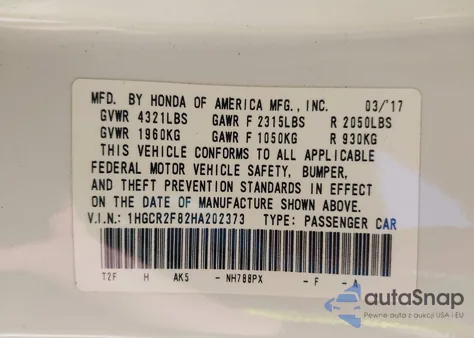 MFD. BY HONDA OF AMERICA MFG., INC. 03/'17
GVWR 4321LBS GAWR F 2315LBS R 2050LBS
GVWR 1960KG GAWR F 1050KG R 930KG
THIS VEHICLE CONFORMS TO ALL APPLICABLE
FEDERAL MOTOR VEHICLE SAFETY, BUMPER,
AND THEFT PREVENTION STANDARDS IN EFFECT
ON THE DATE OF MANUFACTURE SHOWN ABOVE.
V.I.N.: 1HGCR2F82HA202373 TYPE: PASSENGER CAR
T2F H AK5 - NH788PX - F - A
autaSnap
Pewne auta z aukcji USA i EU